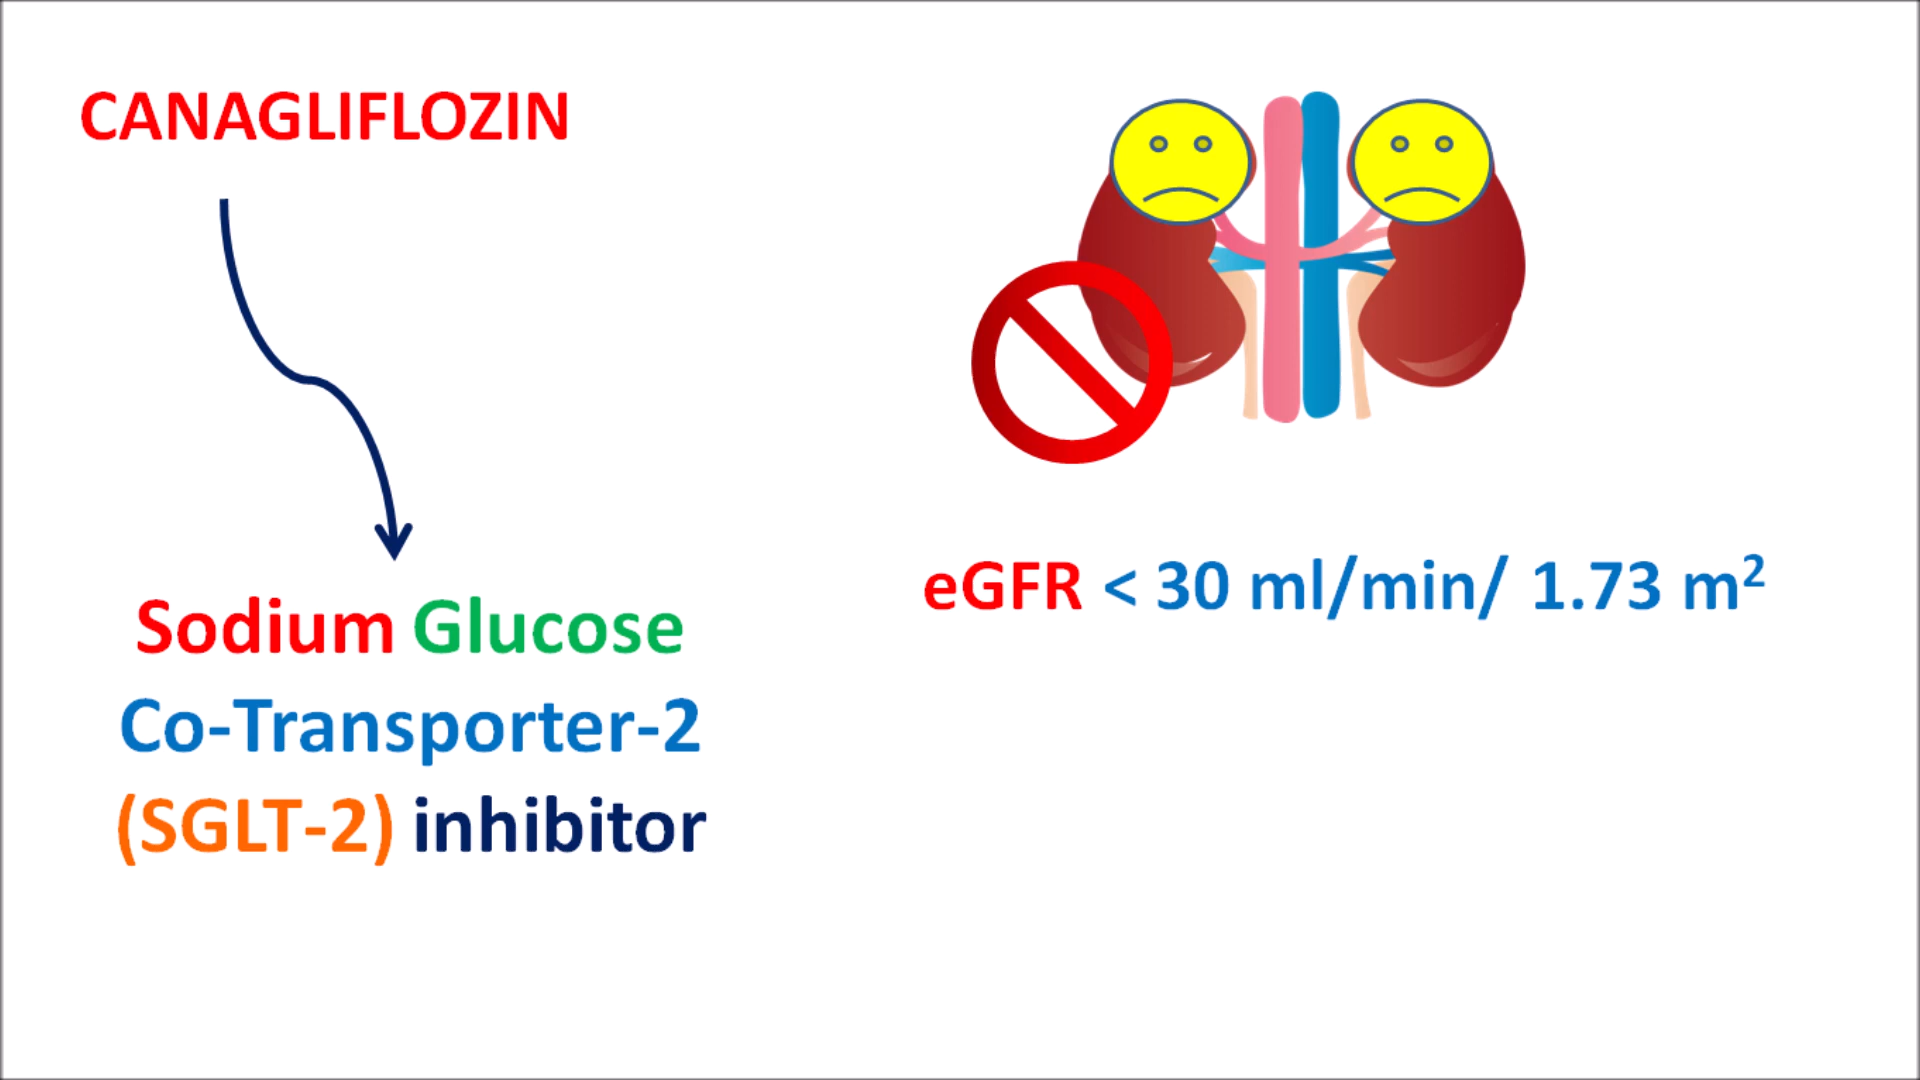 CANAGLIFLOZIN
Sodium Glucose
Co-Transporter-2
(SGLT-2) inhibitor
eGFR < 30 ml/min/ 1.73 m²